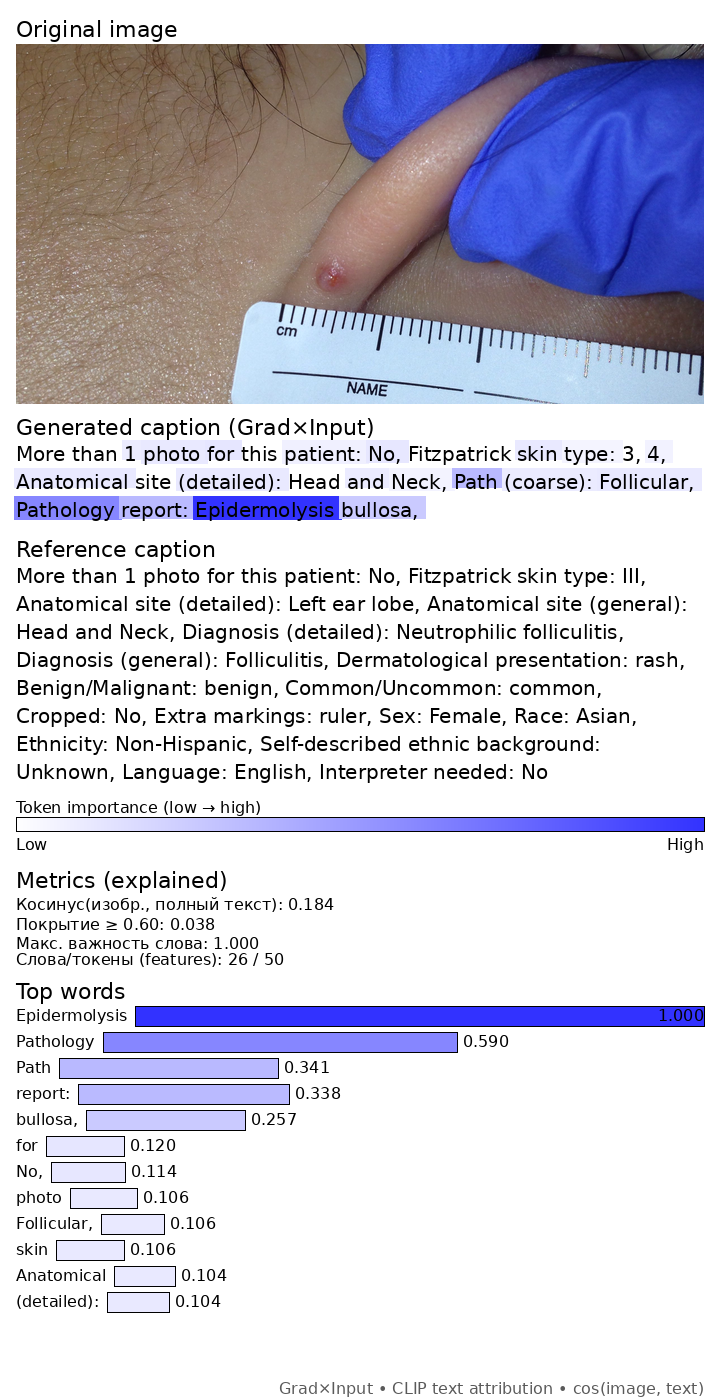 Original image
cm
NAME
Generated caption (Grad×Input)
More than 1 photo for this patient: No, Fitzpatrick skin type: 3, 4,
Anatomical site (detailed): Head and Neck, Path (coarse): Follicular,
Pathology report: Epidermolysis bullosa,
Reference caption
More than 1 photo for this patient: No, Fitzpatrick skin type: III,
Anatomical site (detailed): Left ear lobe, Anatomical site (general):
Head and Neck, Diagnosis (detailed): Neutrophilic folliculitis,
Diagnosis (general): Folliculitis, Dermatological presentation: rash,
Benign/Malignant: benign, Common/Uncommon: common,
Cropped: No, Extra markings: ruler, Sex: Female, Race: Asian,
Ethnicity: Non-Hispanic, Self-described ethnic background:
Unknown, Language: English, Interpreter needed: No
Token importance (low → high)
Low High
Metrics (explained)
Косинус(изобр., полный текст): 0.184
Покрытие ≥ 0.60: 0.038
Макс. важность слова: 1.000
Слова/токены (features): 26 / 50
Top words
Epidermolysis 1.000
Pathology 0.590
Path 0.341
report: 0.338
bullosa, 0.257
for 0.120
No, 0.114
photo 0.106
Follicular, 0.106
skin 0.106
Anatomical 0.104
(detailed): 0.104
Grad×Input • CLIP text attribution • cos(image, text)